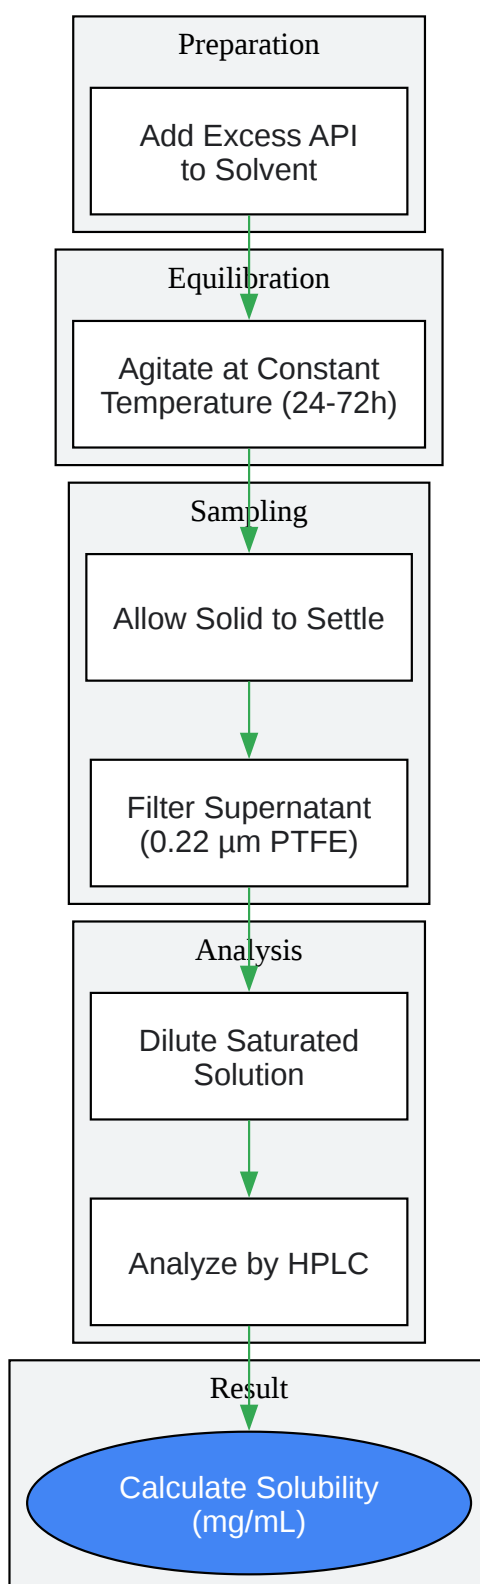 Preparation
Add Excess API
to Solvent
Equilibration
Agitate at Constant
Temperature (24-72h)
Sampling
Allow Solid to Settle
Filter Supernatant
(0.22 µm PTFE)
Analysis
Dilute Saturated
Solution
Analyze by HPLC
Result
Calculate Solubility
(mg/mL)